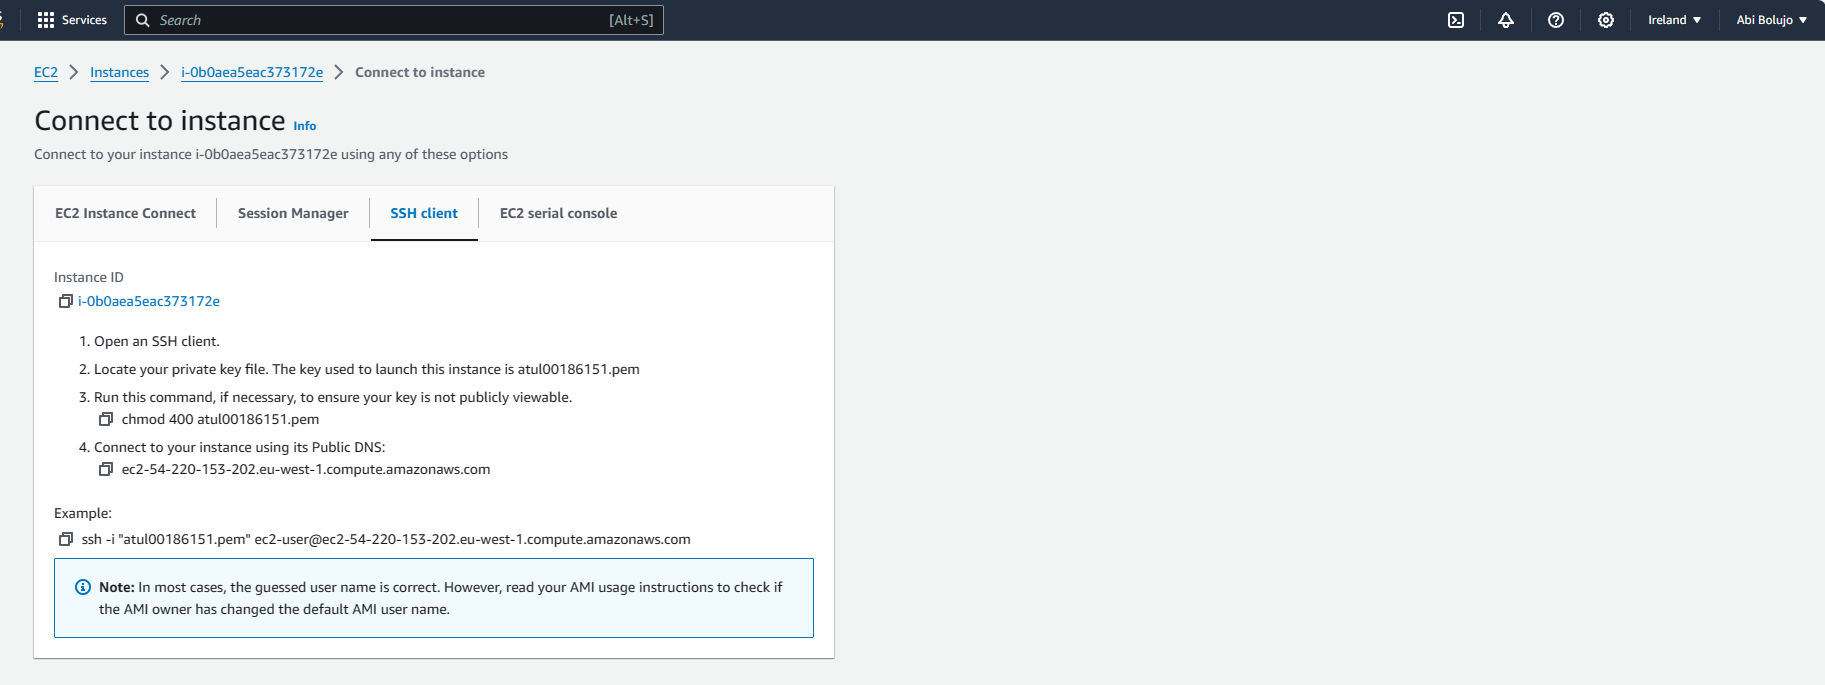 Services
Search [Alt+S]
Ireland ▼
Abi Bolujo ▼
EC2 > Instances > i-0b0aea5eac373172e > Connect to instance
Connect to instance Info
Connect to your instance i-0b0aea5eac373172e using any of these options
EC2 Instance Connect
Session Manager
SSH client
EC2 serial console
Instance ID
i-0b0aea5eac373172e
1. Open an SSH client.
2. Locate your private key file. The key used to launch this instance is atul00186151.pem
3. Run this command, if necessary, to ensure your key is not publicly viewable.
chmod 400 atul00186151.pem
4. Connect to your instance using its Public DNS:
ec2-54-220-153-202.eu-west-1.compute.amazonaws.com
Example:
ssh -i "atul00186151.pem" ec2-user@ec2-54-220-153-202.eu-west-1.compute.amazonaws.com
Note: In most cases, the guessed user name is correct. However, read your AMI usage instructions to check if
the AMI owner has changed the default AMI user name.